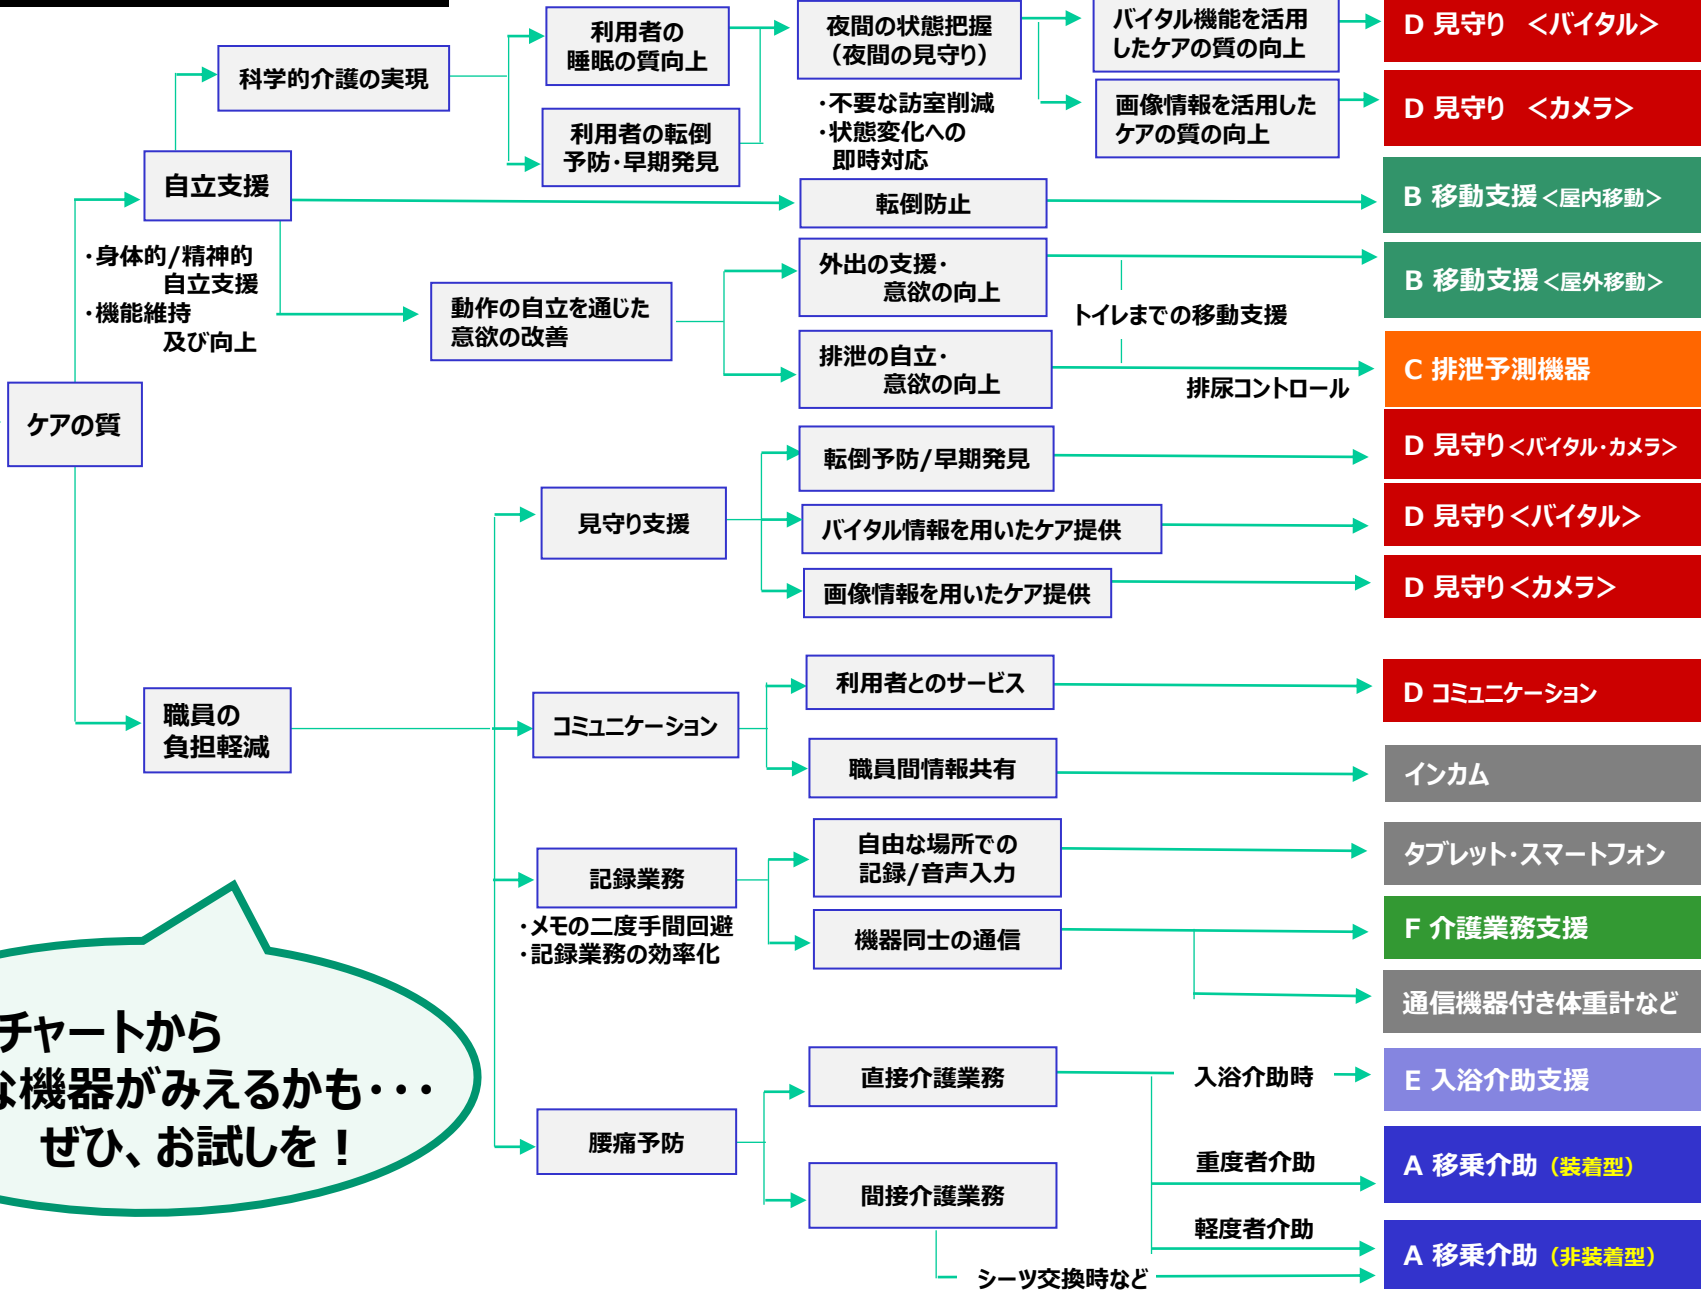 利用者の
睡眠の質向上
夜間の状態把握
（夜間の見守り）
バイタル機能を活用
したケアの質の向上
D 見守り ＜バイタル＞
科学的介護の実現
・不要な訪室削減
・状態変化への
即時対応
画像情報を活用した
ケアの質の向上
D 見守り ＜カメラ＞
利用者の転倒
予防・早期発見
自立支援
転倒防止
B 移動支援＜屋内移動＞
・身体的/精神的
自立支援
・機能維持
及び向上
動作の自立を通じた
意欲の改善
外出の支援・
意欲の向上
B 移動支援＜屋外移動＞
トイレまでの移動支援
排泄の自立・
意欲の向上
排尿コントロール
C 排泄予測機器
ケアの質
転倒予防/早期発見
D 見守り＜バイタル・カメラ＞
見守り支援
バイタル情報を用いたケア提供
D 見守り＜バイタル＞
画像情報を用いたケア提供
D 見守り＜カメラ＞
職員の
負担軽減
コミュニケーション
利用者とのサービス
D コミュニケーション
職員間情報共有
インカム
記録業務
・メモの二度手間回避
・記録業務の効率化
自由な場所での
記録/音声入力
タブレット・スマートフォン
機器同士の通信
F 介護業務支援
通信機器付き体重計など
チャートから
な機器がみえるかも・・・
ぜひ、お試しを！
腰痛予防
直接介護業務
入浴介助時
E 入浴介助支援
重度者介助
A 移乗介助（装着型）
間接介護業務
軽度者介助
A 移乗介助（非装着型）
シーツ交換時など